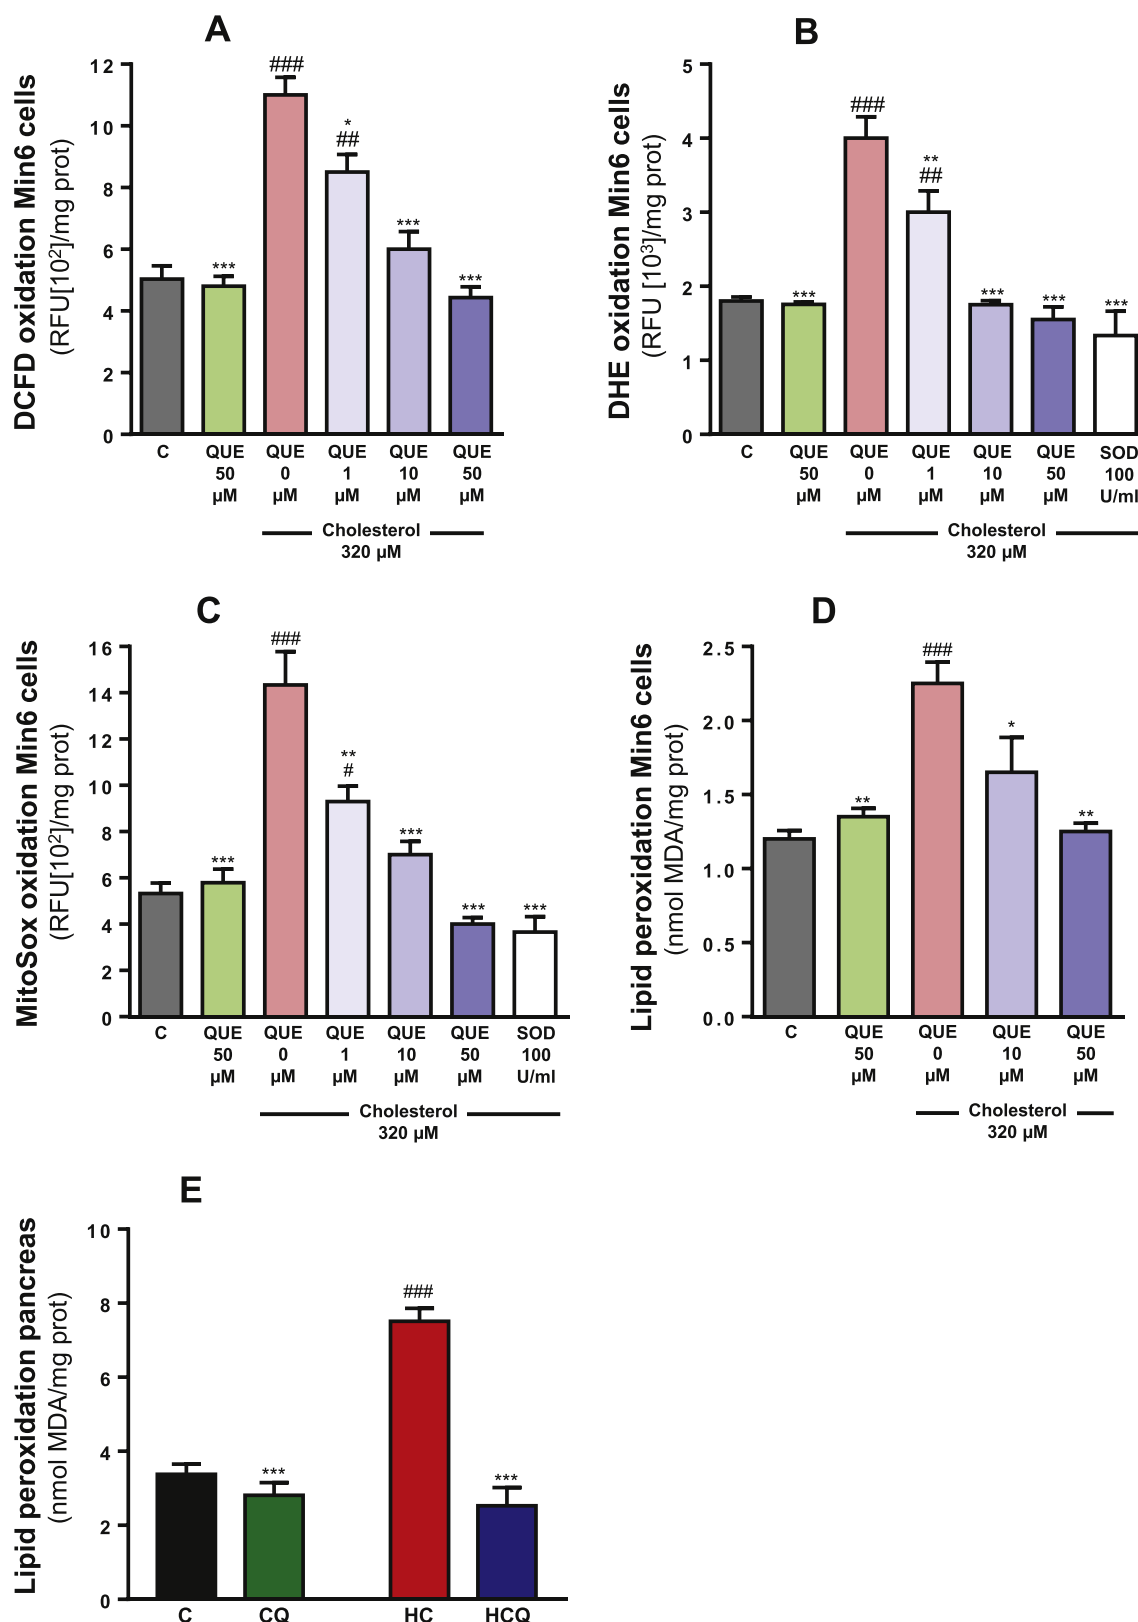 A
DCFD oxidation Min6 cells
(RFU[10²]/mg prot)
12
10
8
6
4
2
0
***
###
*
##
***
***
C
QUE
50
µM
QUE
0
µM
QUE
1
µM
QUE
10
µM
QUE
50
µM
Cholesterol
320 µM
B
DHE oxidation Min6 cells
(RFU [10³]/mg prot)
5
4
3
2
1
0
***
###
**
##
***
***
***
C
QUE
50
µM
QUE
0
µM
QUE
1
µM
QUE
10
µM
QUE
50
µM
SOD
100
U/ml
Cholesterol
320 µM
C
MitoSox oxidation Min6 cells
(RFU[10²]/mg prot)
16
14
12
10
8
6
4
2
0
***
###
**
#
***
***
***
C
QUE
50
µM
QUE
0
µM
QUE
1
µM
QUE
10
µM
QUE
50
µM
SOD
100
U/ml
Cholesterol
320 µM
D
Lipid peroxidation Min6 cells
(nmol MDA/mg prot)
2.5
2.0
1.5
1.0
0.5
0.0
**
###
*
**
C
QUE
50
µM
QUE
0
µM
QUE
10
µM
QUE
50
µM
Cholesterol
320 µM
E
Lipid peroxidation pancreas
(nmol MDA/mg prot)
10
8
6
4
2
0
***
###
***
C
CQ
HC
HCQ